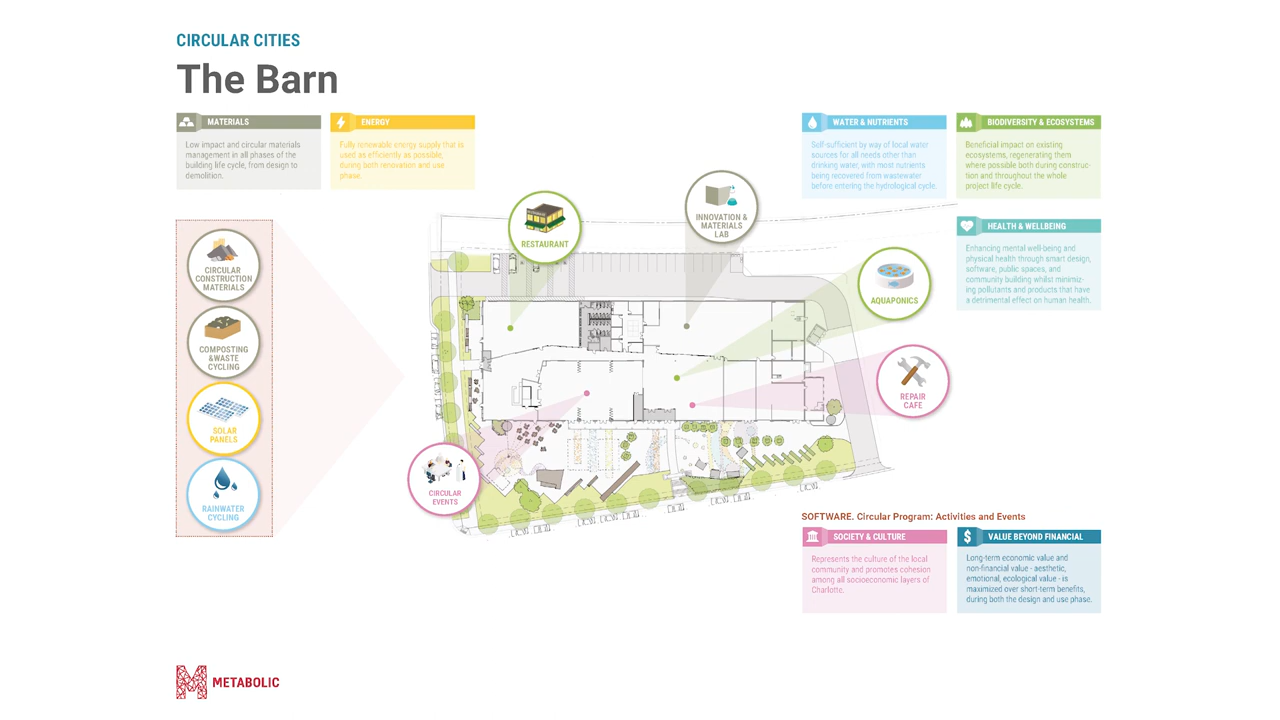 CIRCULAR CITIES
The Barn
MATERIALS
Low impact and circular materials
management in all phases of the
building life cycle, from design to
demolition.
ENERGY
Fully renewable energy supply that is
used as efficiently as possible,
during both renovation and use
phase.
WATER & NUTRIENTS
Self-sufficient by way of local water
sources for all needs other than
drinking water, with most nutrients
being recovered from wastewater
before entering the hydrological cycle.
BIODIVERSITY & ECOSYSTEMS
Beneficial impact on existing
ecosystems, regenerating them
where possible both during construc-
tion and throughout the whole
project life cycle.
HEALTH & WELLBEING
Enhancing mental well-being and
physical health through smart design,
software, public spaces, and
community building whilst minimiz-
ing pollutants and products that have
a detrimental effect on human health.
CIRCULAR
CONSTRUCTION
MATERIALS
COMPOSTING
&WASTE
CYCLING
SOLAR
PANELS
RAINWATER
CYCLING
RESTAURANT
INNOVATION &
MATERIALS
LAB
AQUAPONICS
REPAIR
CAFE
CIRCULAR
EVENTS
SOFTWARE. Circular Program: Activities and Events
SOCIETY & CULTURE
Represents the culture of the local
community and promotes cohesion
among all socioeconomic layers of
Charlotte.
VALUE BEYOND FINANCIAL
Long-term economic value and
non-financial value - aesthetic,
emotional, ecological value - is
maximized over short-term benefits,
during both the design and use phase.
METABOLIC